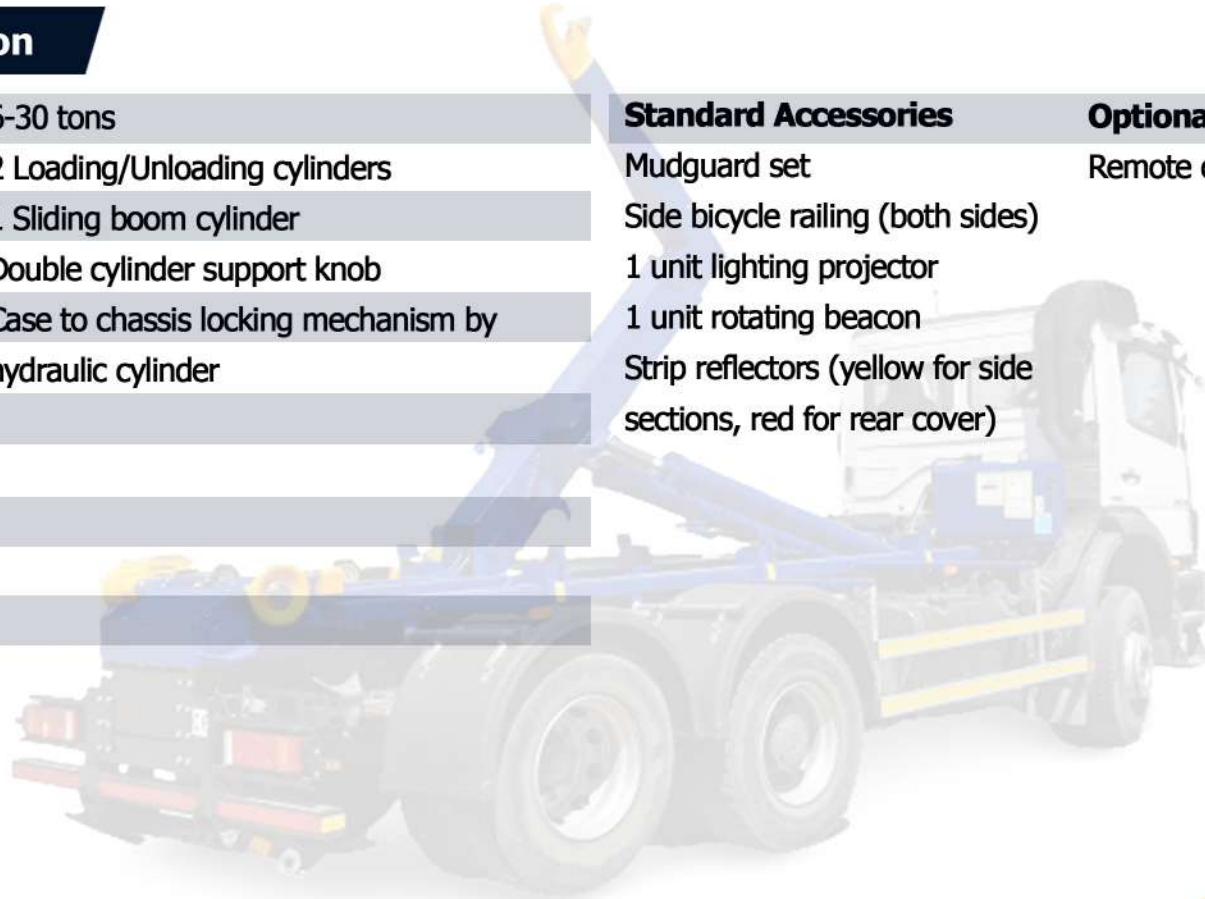 on
-30 tons
2 Loading/Unloading cylinders
Sliding boom cylinder
Double cylinder support knob
Case to chassis locking mechanism by
hydraulic cylinder
Standard Accessories
Mudguard set
Side bicycle railing (both sides)
1 unit lighting projector
1 unit rotating beacon
Strip reflectors (yellow for side
sections, red for rear cover)
Optiona
Remote